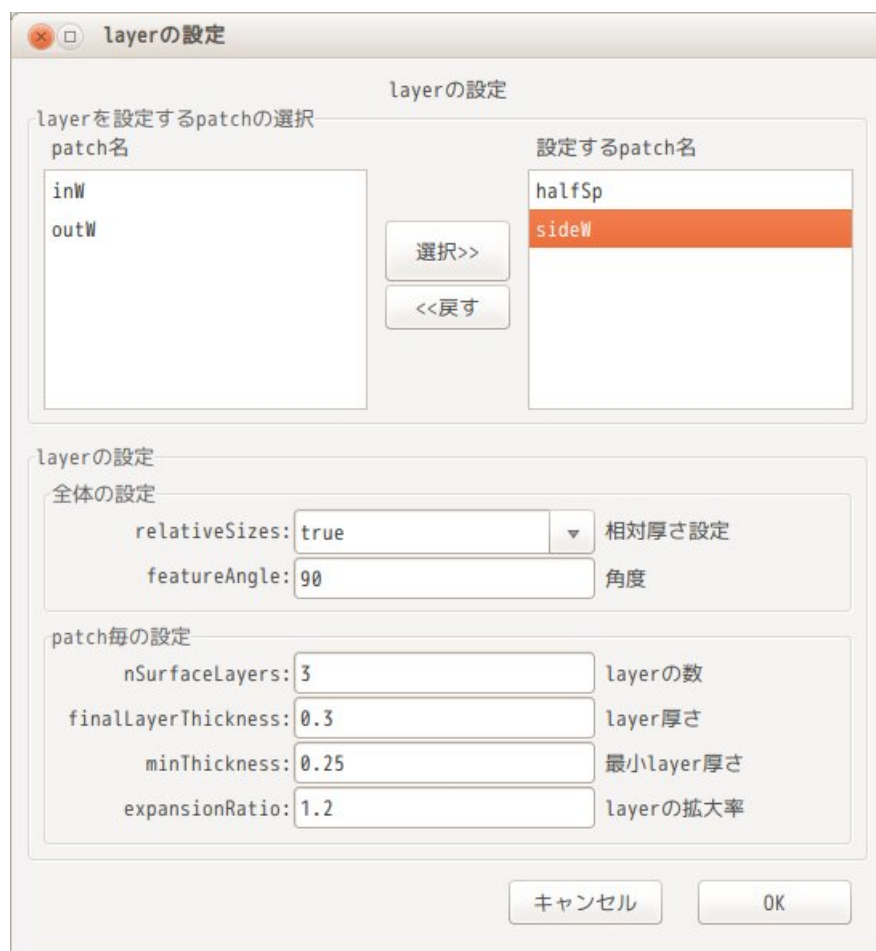 layerの設定
layerの設定
layerを設定するpatchの選択
patch名
設定するpatch名
inW
outW
選択>>
<<戻す
halfSp
sideW
layerの設定
全体の設定
relativeSizes: true 相対厚さ設定
featureAngle: 90 角度
patch毎の設定
nSurfaceLayers: 3 layerの数
finalLayerThickness: 0.3 layer厚さ
minThickness: 0.25 最小layer厚さ
expansionRatio: 1.2 layerの拡大率
キャンセル OK